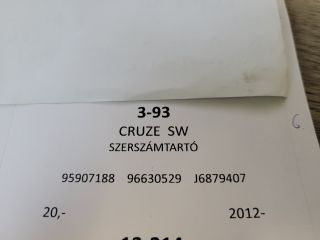 3-93
CRUZE SW
SZERSZÁMTARTÓ
95907188 96630529 J6879407
20,- 2012-